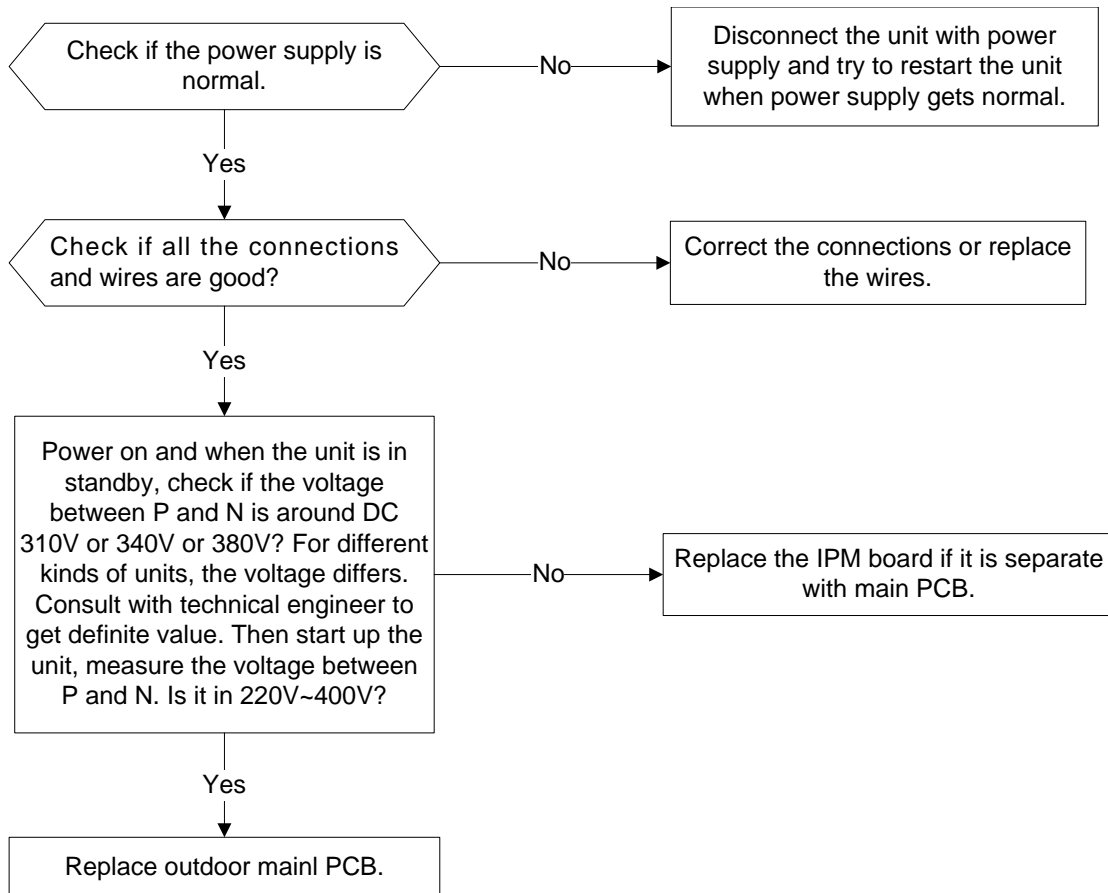 Check if the power supply is
normal.
No
Disconnect the unit with power
supply and try to restart the unit
when power supply gets normal.
Yes
Check if all the connections
and wires are good?
No
Correct the connections or replace
the wires.
Yes
Power on and when the unit is in
standby, check if the voltage
between P and N is around DC
310V or 340V or 380V? For different
kinds of units, the voltage differs.
Consult with technical engineer to
get definite value. Then start up the
unit, measure the voltage between
P and N. Is it in 220V~400V?
No
Replace the IPM board if it is separate
with main PCB.
Yes
Replace outdoor mainl PCB.